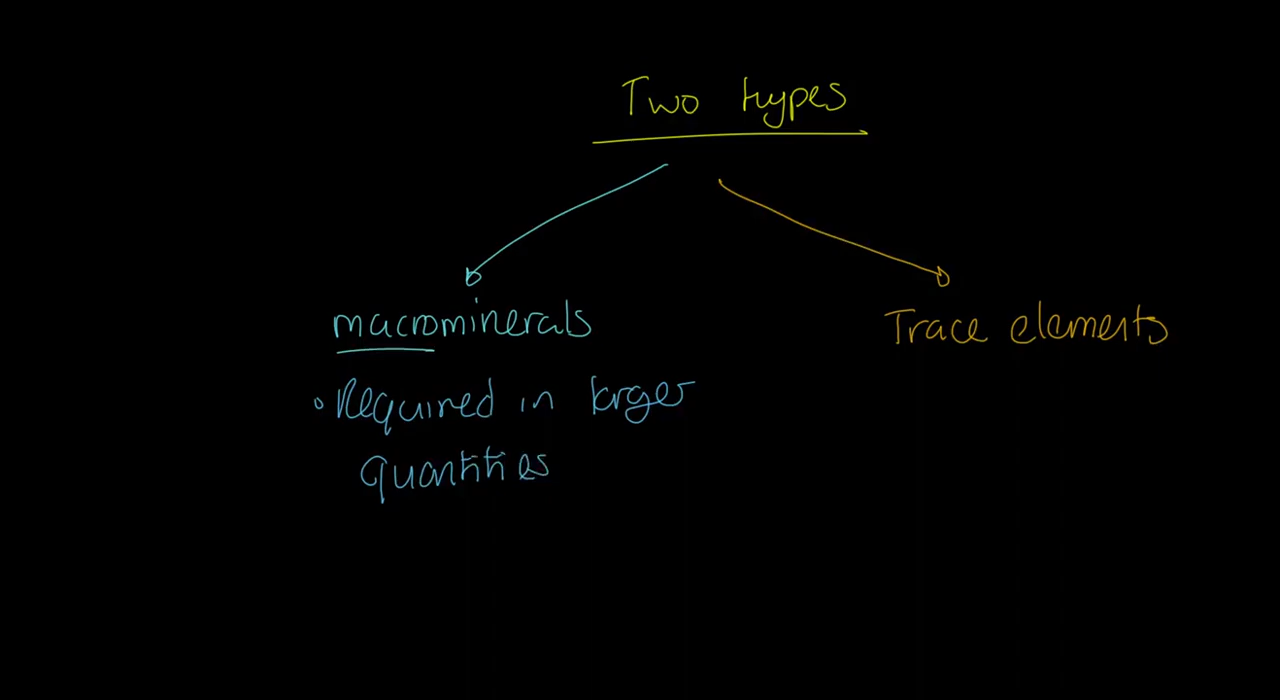 Two types
macrominerals
Trace elements
• Required in larger
quantities